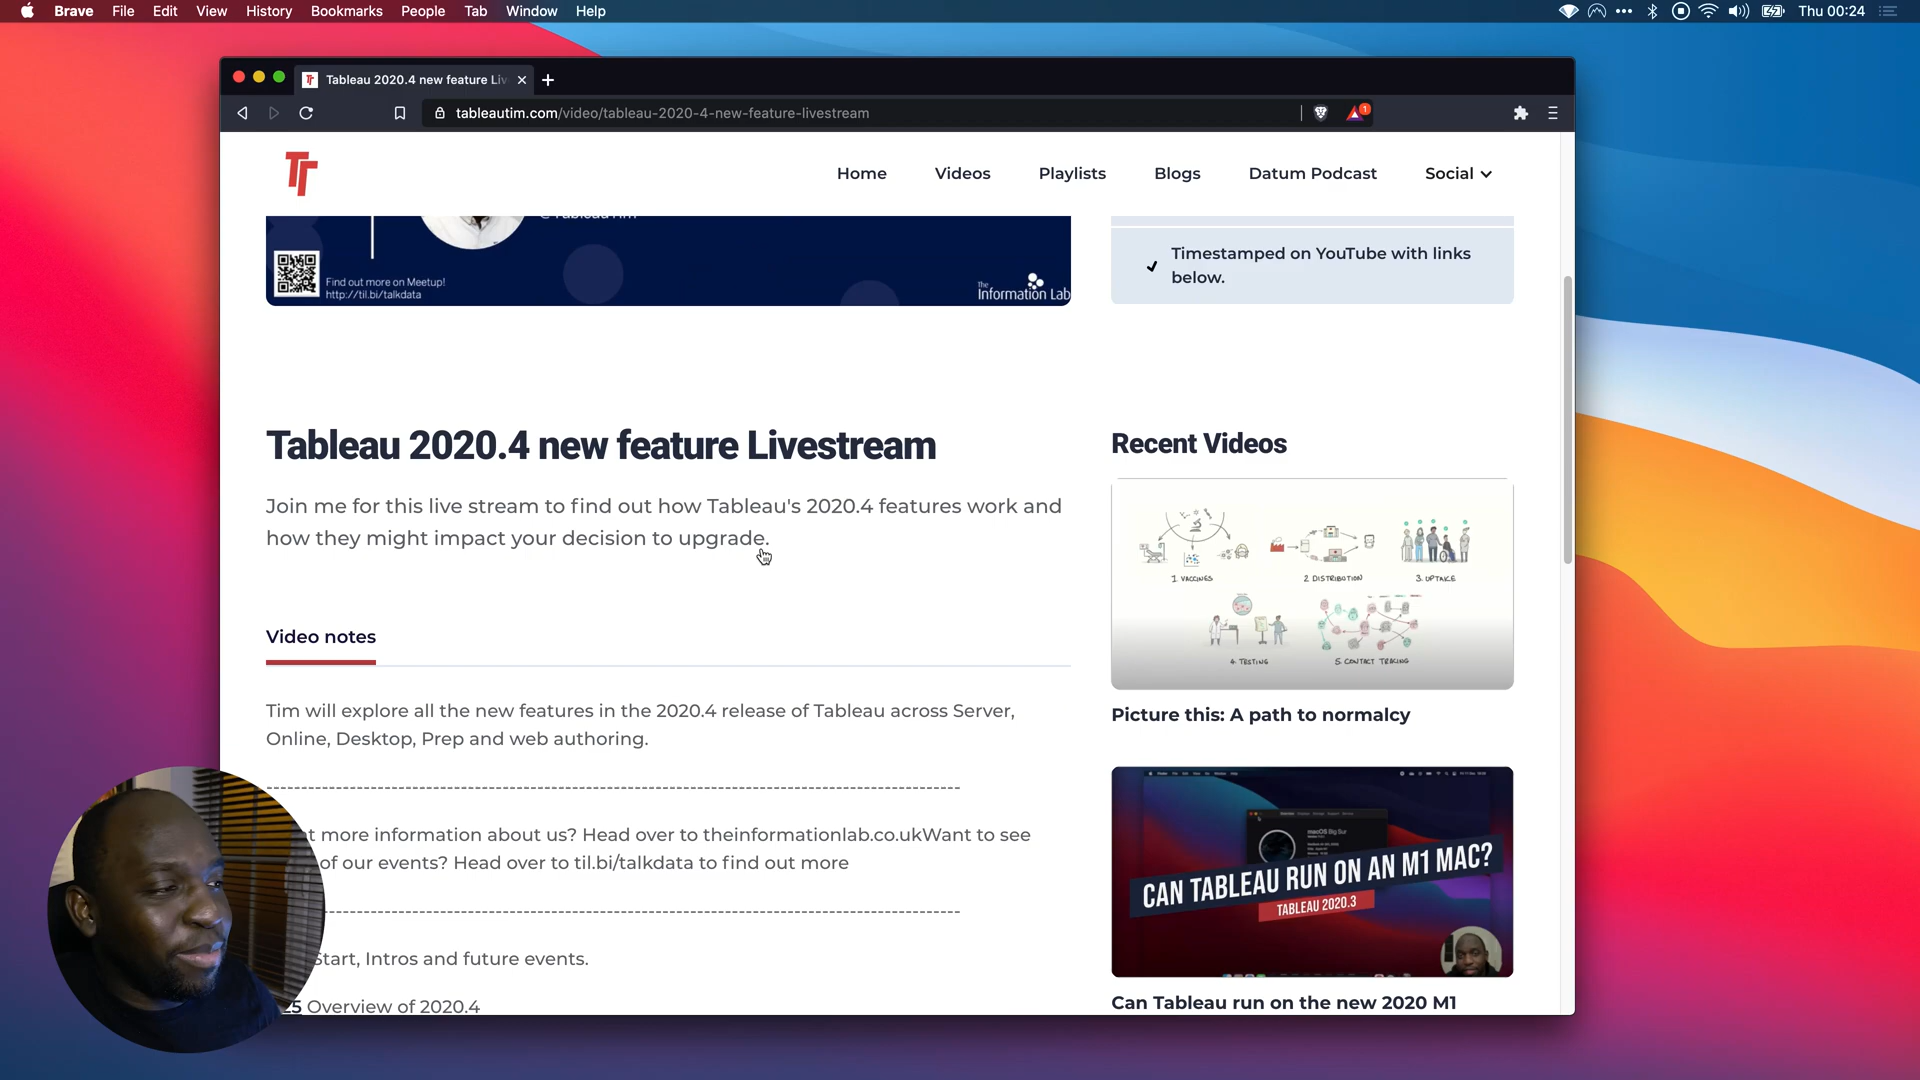 Brave File Edit View History Bookmarks People Tab Window Help
Thu 00:24
Tableau 2020.4 new feature Liv
1
tableautim.com/video/tableau-2020-4-new-feature-livestream
Home Videos Playlists Blogs Datum Podcast Social
Find out more on Meetup!
http://til.bi/talkdata
The
Information Lab
Timestamped on YouTube with links
below.
Tableau 2020.4 new feature Livestream
Join me for this live stream to find out how Tableau's 2020.4 features work and
how they might impact your decision to upgrade.
Video notes
Tim will explore all the new features in the 2020.4 release of Tableau across Server,
Online, Desktop, Prep and web authoring.
more information about us? Head over to theinformationlab.co.ukWant to see
of our events? Head over to til.bi/talkdata to find out more
Start, Intros and future events.
25 Overview of 2020.4
Recent Videos
1. VACCINES
2 DISTRIBUTION
3. UPTAKE
4. TESTING
5. CONTACT TRACING
Picture this: A path to normalcy
macOS Big Sur
CAN TABLEAU RUN ON AN M1 MAC?
TABLEAU 2020.3
Can Tableau run on the new 2020 M1